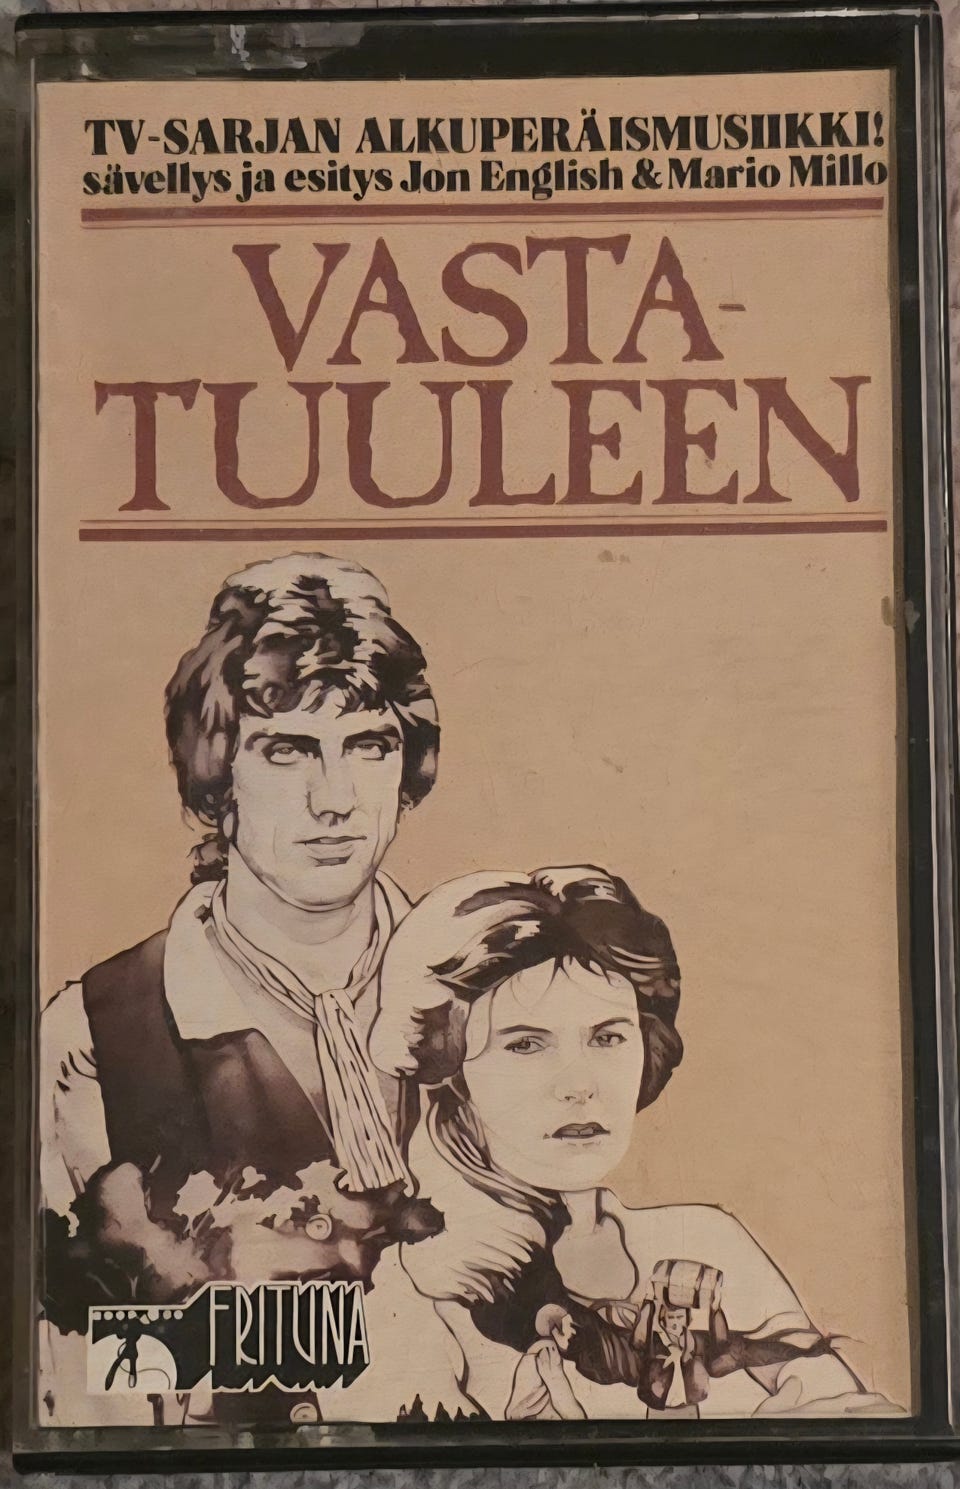 TV-SARJAN ALKUPERÄISMUSIIKKI!
sävellys ja esitys Jon English & Mario Millo
VASTA-
TUULEEN
FRITUNA